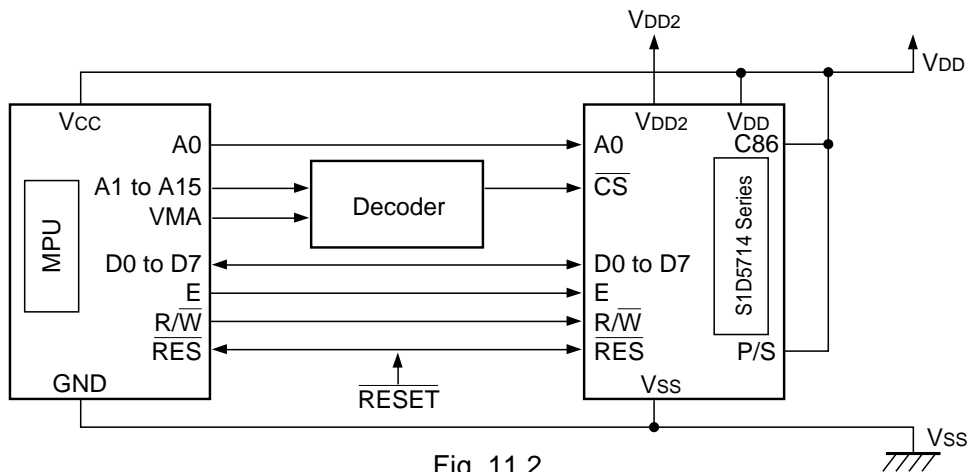 VDD2
VDD
VCC
VDD2
VDD
A0
A0
C86
A1 to A15
CS
VMA
Decoder
MPU
S1D5714 Series
D0 to D7
D0 to D7
E
E
R/W
R/W
RES
RES
P/S
RESET
GND
VSS
VSS
Fig. 11.2